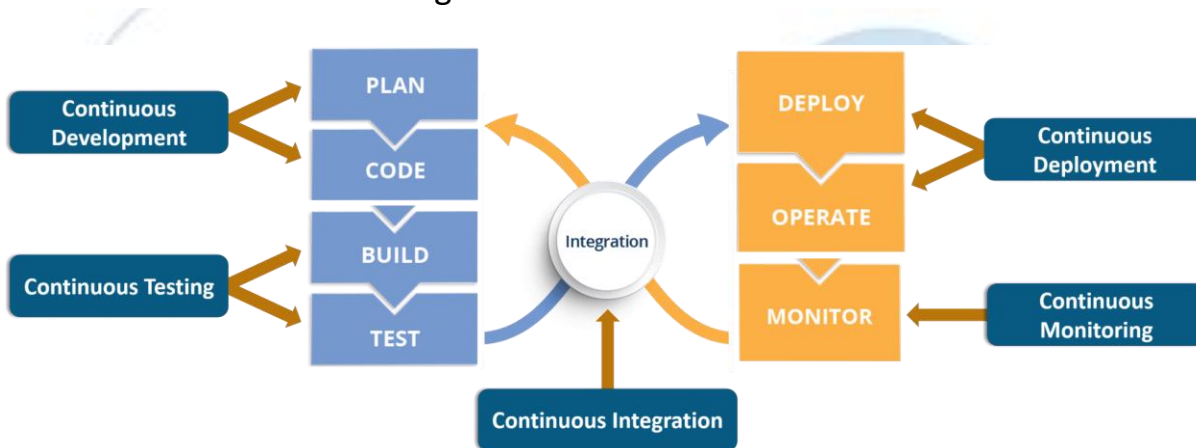 PLAN
DEPLOY
Continuous
Development
Continuous
Deployment
CODE
OPERATE
Integration
BUILD
Continuous Testing
MONITOR
Continuous
Monitoring
TEST
Continuous Integration